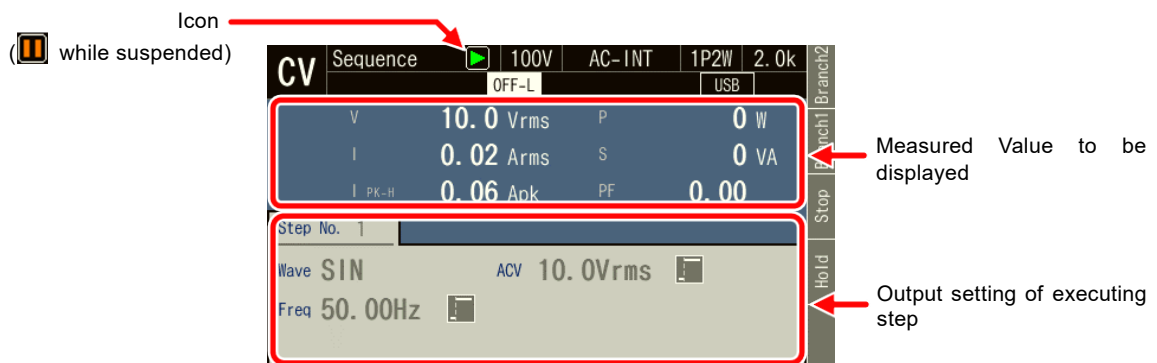 Icon
( while suspended)
CV Sequence 100V AC-INT 1P2W 2.0k
OFF-L USB
V 10.0 Vrms P 0 W
I 0.02 Arms S 0 VA
I PK-H 0.06 Apk PF 0.00
Step No. 1
Wave SIN ACV 10.0Vrms
Freq 50.00Hz
Branch2
Branch1
Stop
Hold
Measured Value to be
displayed
Output setting of executing
step